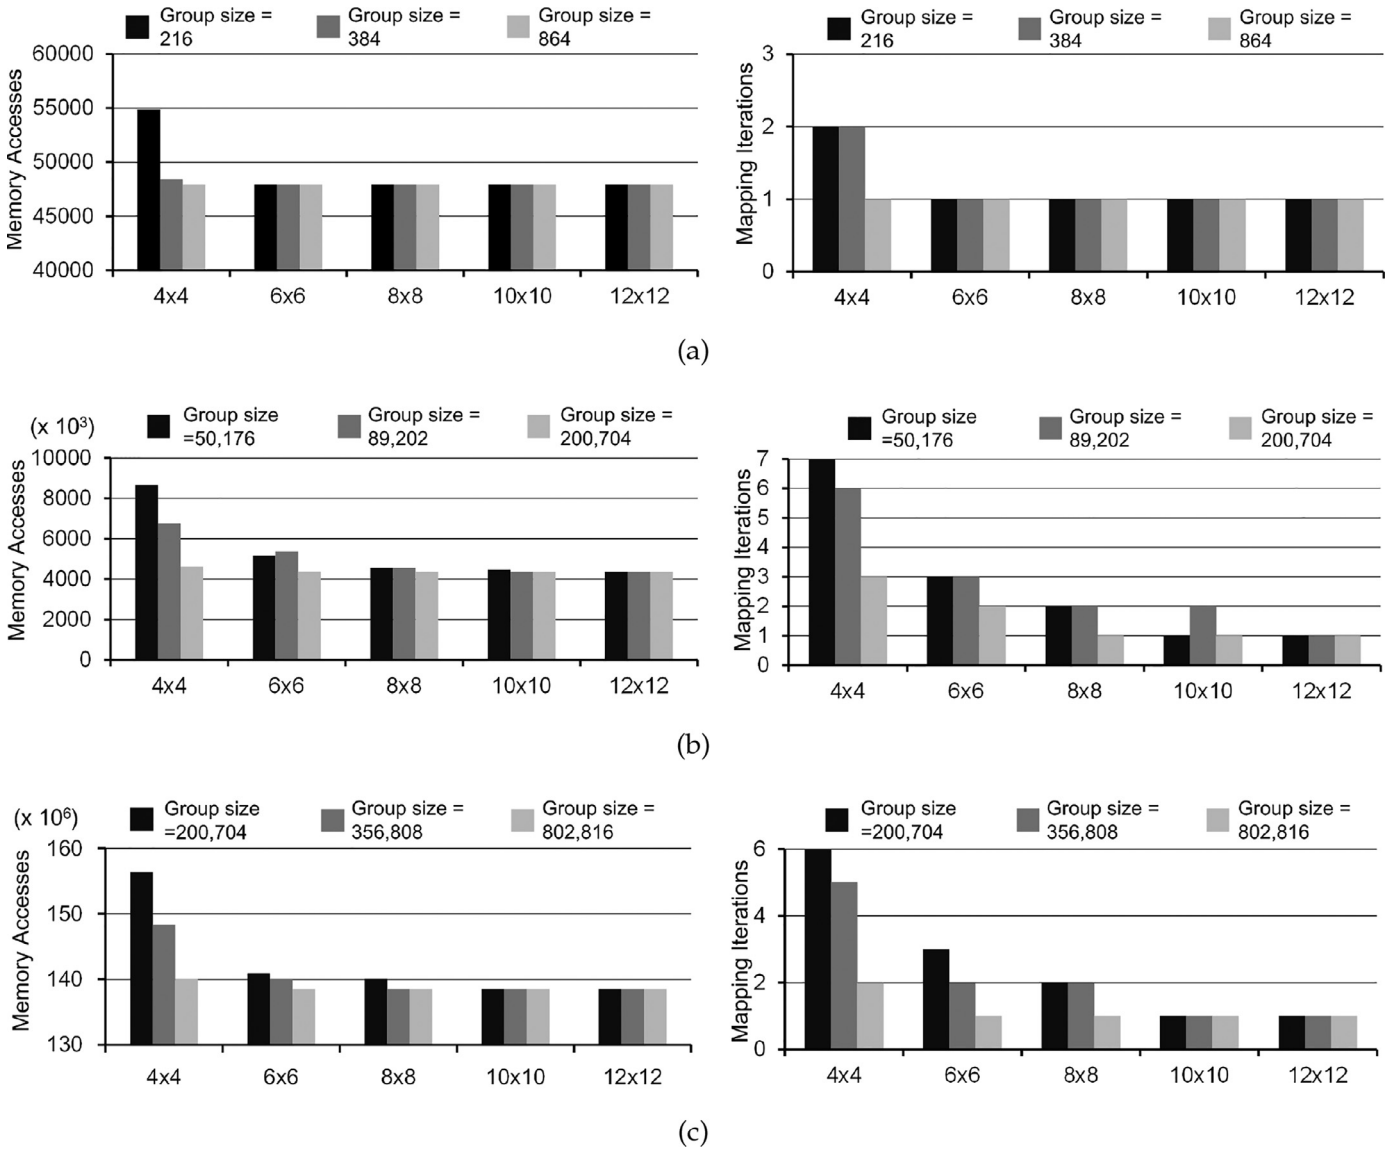 Group size =
216
Group size =
384
Group size =
864
Memory Accesses
60000
55000
50000
45000
40000
4x4
6x6
8x8
10x10
12x12
Group size =
216
Group size =
384
Group size =
864
Mapping Iterions
3
2
1
0
4x4
6x6
8x8
10x10
12x12
(a)
(x 10³)
Group size
=50,176
Group size =
89,202
Group size =
200,704
Memory Accesses
10000
8000
6000
4000
2000
0
4x4
6x6
8x8
10x10
12x12
Group size
=50,176
Group size =
89,202
Group size =
200,704
Mapping Iterions
7
6
5
4
3
2
1
0
4x4
6x6
8x8
10x10
12x12
(b)
(x 10⁶)
Group size
=200,704
Group size =
356,808
Group size =
802,816
Memory Accesses
160
150
140
130
4x4
6x6
8x8
10x10
12x12
Group size
=200,704
Group size =
356,808
Group size =
802,816
Mapping Iterions
6
4
2
0
4x4
6x6
8x8
10x10
12x12
(c)